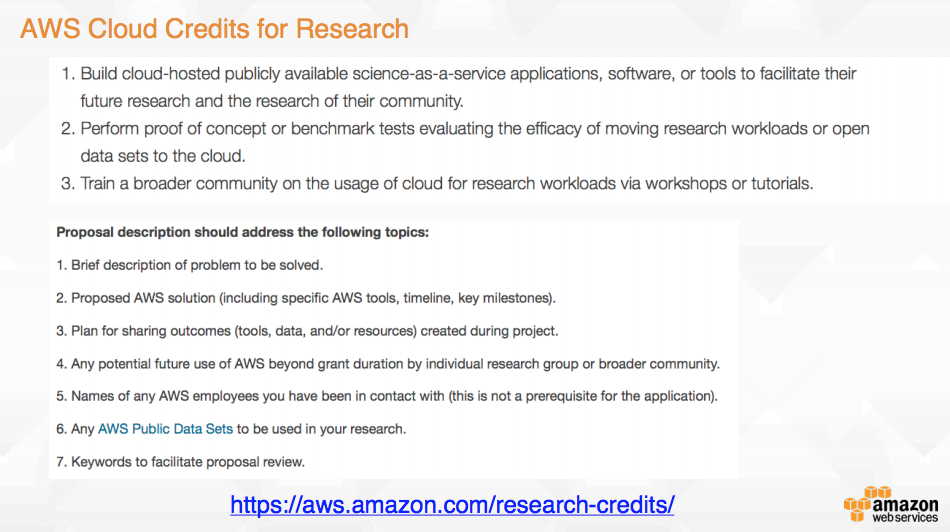 AWS Cloud Credits for Research
1. Build cloud-hosted publicly available science-as-a-service applications, software, or tools to facilitate their
future research and the research of their community.
2. Perform proof of concept or benchmark tests evaluating the efficacy of moving research workloads or open
data sets to the cloud.
3. Train a broader community on the usage of cloud for research workloads via workshops or tutorials.
Proposal description should address the following topics:
1. Brief description of problem to be solved.
2. Proposed AWS solution (including specific AWS tools, timeline, key milestones).
3. Plan for sharing outcomes (tools, data, and/or resources) created during project.
4. Any potential future use of AWS beyond grant duration by individual research group or broader community.
5. Names of any AWS employees you have been in contact with (this is not a prerequisite for the application).
6. Any AWS Public Data Sets to be used in your research.
7. Keywords to facilitate proposal review.
https://aws.amazon.com/research-credits/
amazon
web services